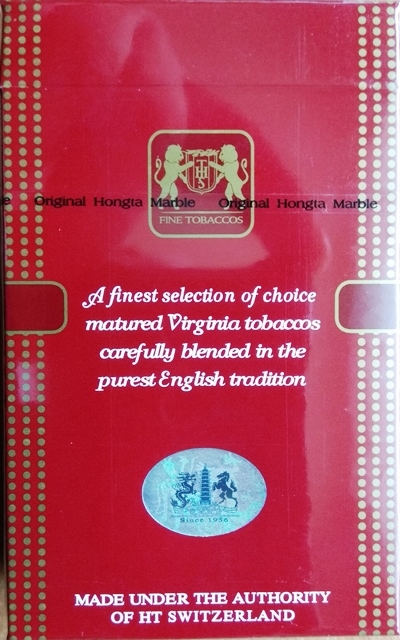 THHS
FINE TOBACCOS
e Original Hongta Marble Original Hongta Marble
A finest selection of choice
matured Virginia tobaccos
carefully blended in the
purest English tradition
Since 1956
MADE UNDER THE AUTHORITY
OF HT SWITZERLAND